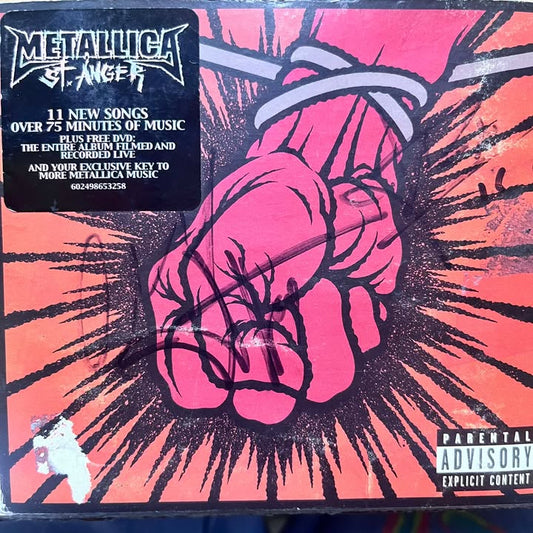 METALLICA
ST. ANGER
11 NEW SONGS
OVER 75 MINUTES OF MUSIC
PLUS FREE DVD:
THE ENTIRE ALBUM FILMED AND
RECORDED LIVE
AND YOUR EXCLUSIVE KEY TO
MORE METALLICA MUSIC
602498653258
PARENTAL
ADVISORY
EXPLICIT CONTENT